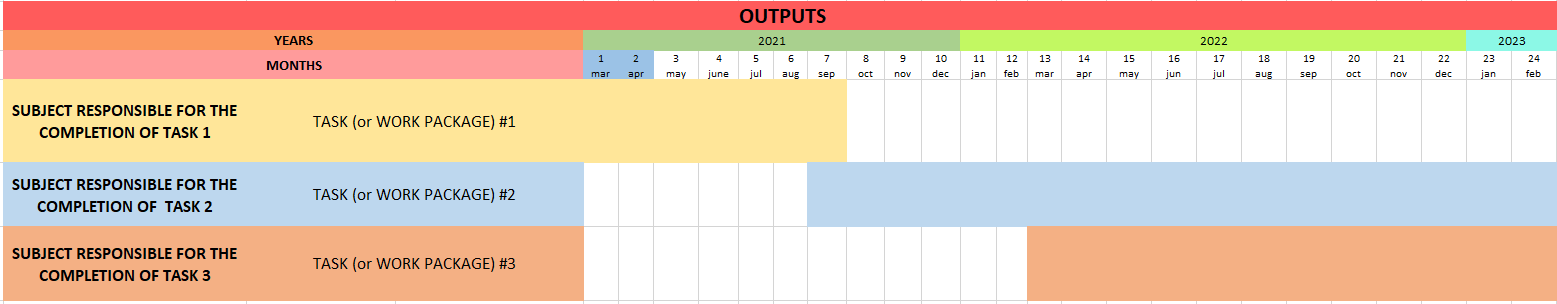 OUTPUTS
YEARS 2021 2022 2023
MONTHS
1 2 3 4 5 6 7 8 9 10 11 12 13 14 15 16 17 18 19 20 21 22 23 24
mar apr may june jul aug sep oct nov dec jan feb mar apr may jun jul aug sep oct nov dec jan feb
SUBJECT RESPONSIBLE FOR THE
COMPLETION OF TASK 1
TASK (or WORK PACKAGE) #1
SUBJECT RESPONSIBLE FOR THE
COMPLETION OF TASK 2
TASK (or WORK PACKAGE) #2
SUBJECT RESPONSIBLE FOR THE
COMPLETION OF TASK 3
TASK (or WORK PACKAGE) #3